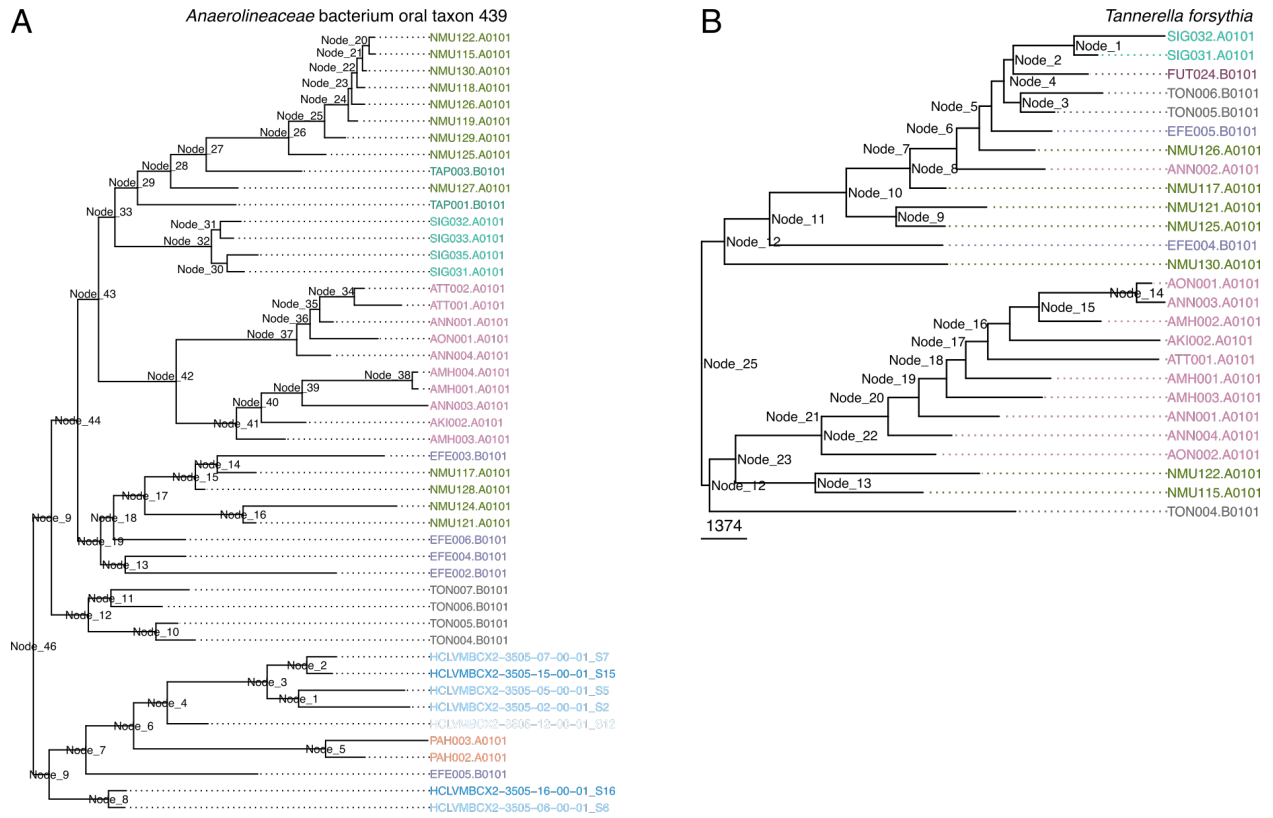 A
Anaerolineaceae bacterium oral taxon 439
Node_20
NMU122.A0101
Node_21
NMU115.A0101
Node_22
NMU130.A0101
Node_23
NMU118.A0101
Node_24
NMU126.A0101
Node_25
NMU119.A0101
Node_26
NMU129.A0101
Node_27
NMU125.A0101
Node_28
TAP003.B0101
Node_29
NMU127.A0101
Node_33
TAP001.B0101
Node_31
SIG032.A0101
Node_32
SIG033.A0101
SIG035.A0101
Node_30
SIG031.A0101
Node_43
Node_34
ATT002.A0101
Node_35
ATT001.A0101
Node_36
ANN001.A0101
Node_37
AON001.A0101
ANN004.A0101
Node_42
Node_38
AMH004.A0101
Node_39
AMH001.A0101
Node_40
ANN003.A0101
Node_44
Node_41
AKI002.A0101
AMH003.A0101
EFE003.B0101
Node_14
NMU117.A0101
Node_15
NMU128.A0101
Node_17
NMU124.A0101
Node_9
Node_18
Node_16
NMU121.A0101
Node_19
EFE006.B0101
EFE004.B0101
Node_13
EFE002.B0101
TON007.B0101
Node_11
TON006.B0101
Node_12
TON005.B0101
Node_10
TON004.B0101
Node_46
HCLVMBCX2-3505-07-00-01_S7
Node_2
HCLVMBCX2-3505-15-00-01_S15
Node_3
HCLVMBCX2-3505-05-00-01_S5
Node_4
Node_1
HCLVMBCX2-3505-02-00-01_S2
Node_6
HCLVMBCX2-3505-12-00-01_S12
PAH003.A0101
Node_7
Node_5
PAH002.A0101
Node_9
EFE005.B0101
HCLVMBCX2-3505-16-00-01_S16
Node_8
HCLVMBCX2-3505-06-00-01_S6
B
Tannerella forsythia
SIG032.A0101
Node_1
SIG031.A0101
Node_2
FUT024.B0101
Node_4
TON006.B0101
Node_5
Node_3
TON005.B0101
Node_6
EFE005.B0101
Node_7
NMU126.A0101
Node_8
ANN002.A0101
Node_10
NMU117.A0101
NMU121.A0101
Node_11
Node_9
NMU125.A0101
Node_12
EFE004.B0101
NMU130.A0101
AON001.A0101
Node_14
ANN003.A0101
Node_15
AMH002.A0101
Node_16
AKI002.A0101
Node_17
ATT001.A0101
Node_25
Node_18
AMH001.A0101
Node_19
AMH003.A0101
Node_20
ANN001.A0101
Node_21
ANN004.A0101
Node_22
AON002.A0101
Node_23
NMU122.A0101
Node_12
Node_13
NMU115.A0101
TON004.B0101
1374